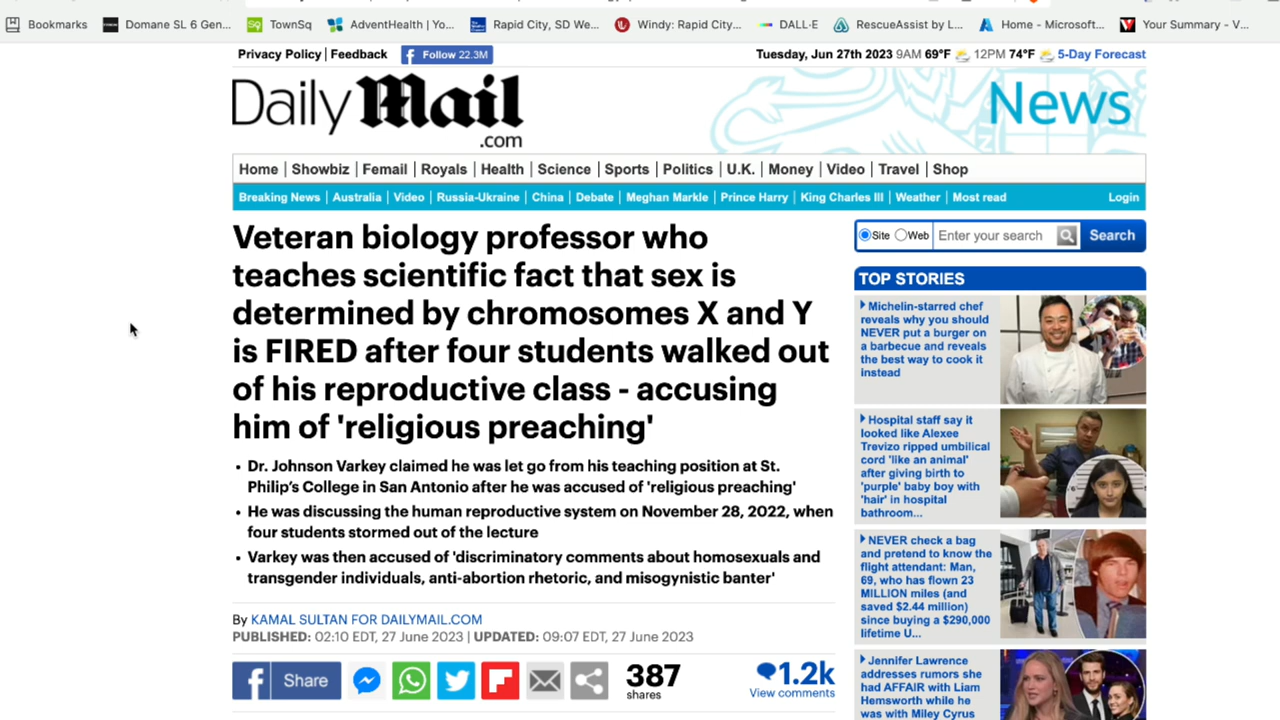 Bookmarks
Domane SL 6 Gen...
TownSq
AdventHealth | Yo...
Rapid City, SD We...
Windy: Rapid City...
DALL·E
RescueAssist by L...
Home - Microsoft...
Your Summary - V...
Privacy Policy | Feedback
Follow 22.3M
Tuesday, Jun 27th 2023 9AM 69°F 12PM 74°F 5-Day Forecast
Daily Mail
.com
News
Home | Showbiz | Femail | Royals | Health | Science | Sports | Politics | U.K. | Money | Video | Travel | Shop
Breaking News | Australia | Video | Russia-Ukraine | China | Debate | Meghan Markle | Prince Harry | King Charles III | Weather | Most read
Login
Veteran biology professor who
teaches scientific fact that sex is
determined by chromosomes X and Y
is FIRED after four students walked out
of his reproductive class - accusing
him of 'religious preaching'
• Dr. Johnson Varkey claimed he was let go from his teaching position at St.
Philip's College in San Antonio after he was accused of 'religious preaching'
• He was discussing the human reproductive system on November 28, 2022, when
four students stormed out of the lecture
• Varkey was then accused of 'discriminatory comments about homosexuals and
transgender individuals, anti-abortion rhetoric, and misogynistic banter'
By KAMAL SULTAN FOR DAILYMAIL.COM
PUBLISHED: 02:10 EDT, 27 June 2023 | UPDATED: 09:07 EDT, 27 June 2023
Share
387
shares
1.2k
View comments
Site Web Enter your search Search
TOP STORIES
Michelin-starred chef
reveals why you should
NEVER put a burger on
a barbecue and reveals
the best way to cook it
instead
Hospital staff say it
looked like Alexee
Trevizo ripped umbilical
cord 'like an animal'
after giving birth to
'purple' baby boy with
'hair' in hospital
bathroom...
NEVER check a bag
and pretend to know the
flight attendant: Man,
69, who has flown 23
MILLION miles (and
saved $2.44 million)
since buying a $290,000
lifetime U...
Jennifer Lawrence
addresses rumors she
had AFFAIR with Liam
Hemsworth while he
was with Miley Cyrus